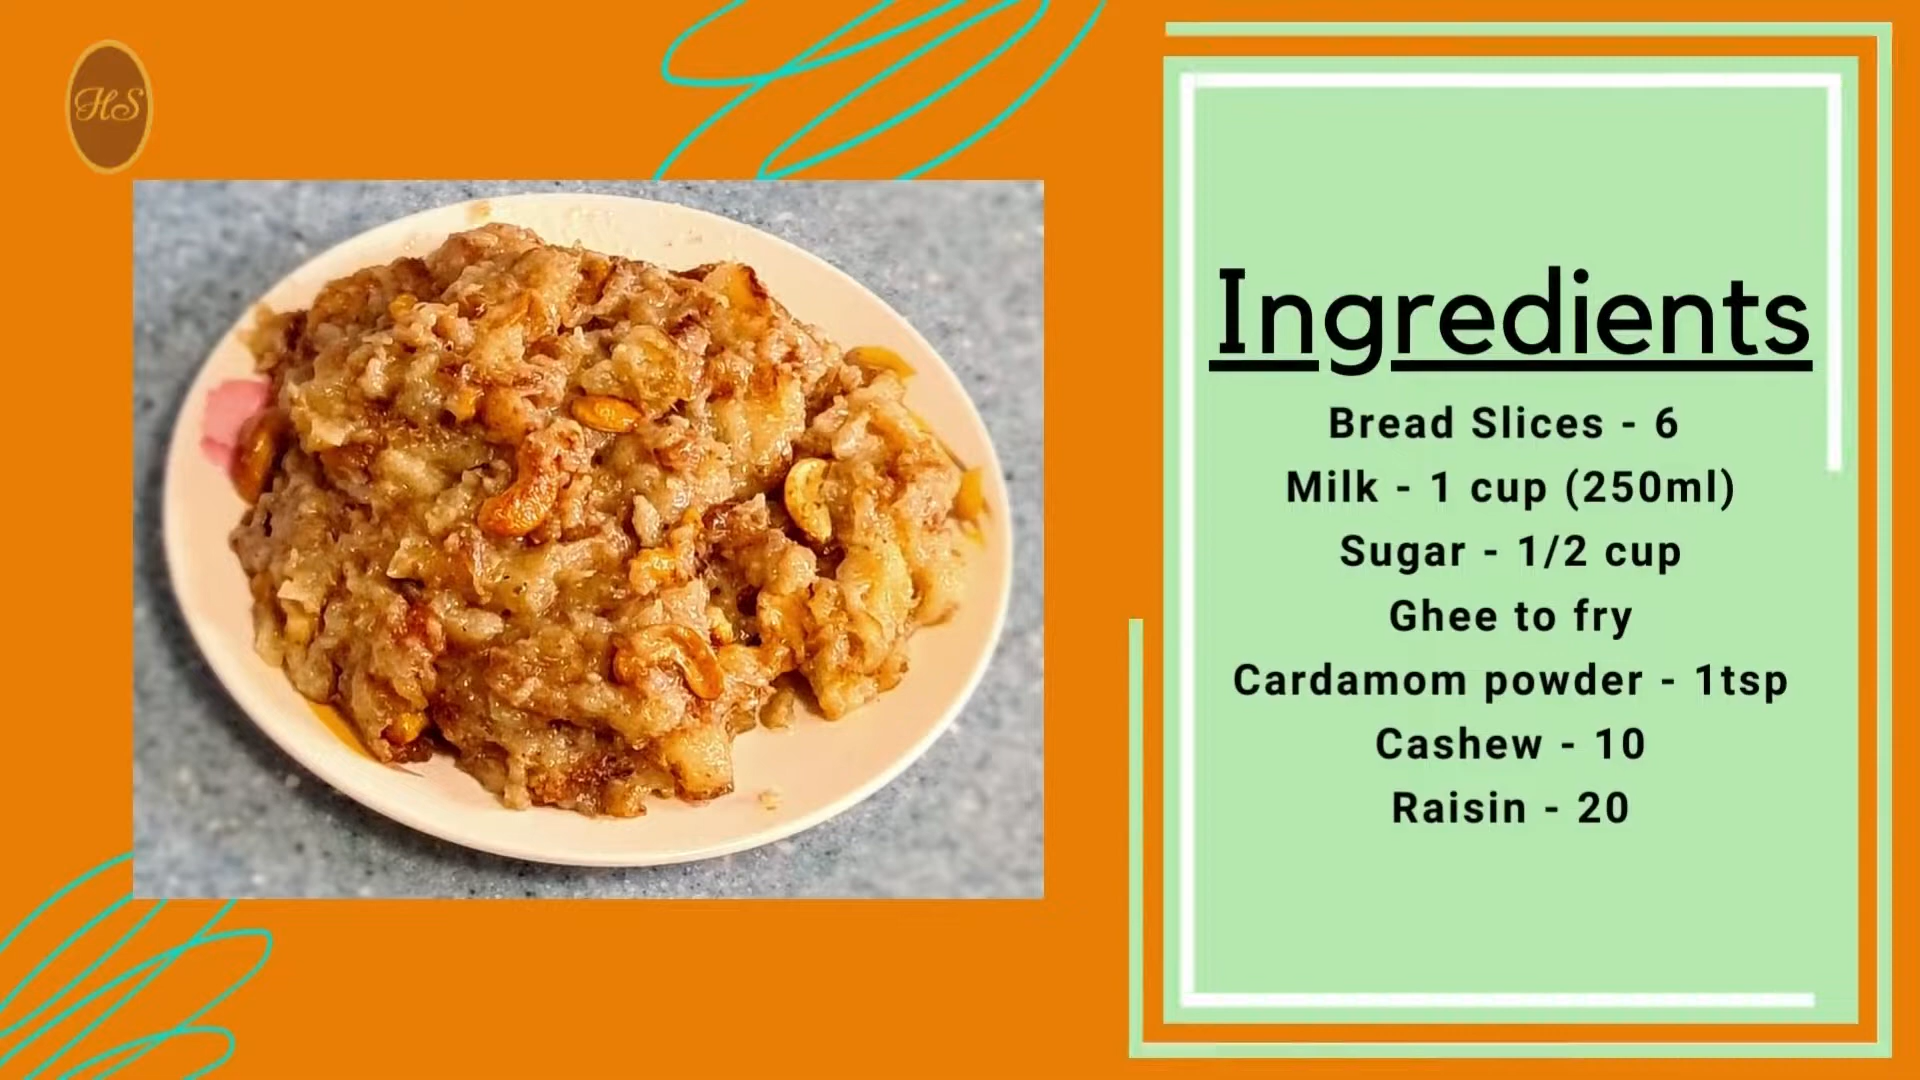 HS
Ingredients
Bread Slices - 6
Milk - 1 cup (250ml)
Sugar - 1/2 cup
Ghee to fry
Cardamom powder - 1tsp
Cashew - 10
Raisin - 20